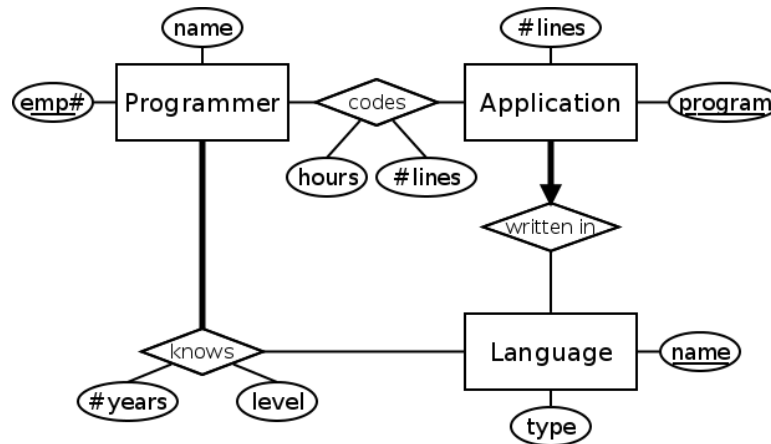 name
#lines
emp#
Programmer
codes
Application
program
hours
#lines
written in
knows
Language
name
#years
level
type